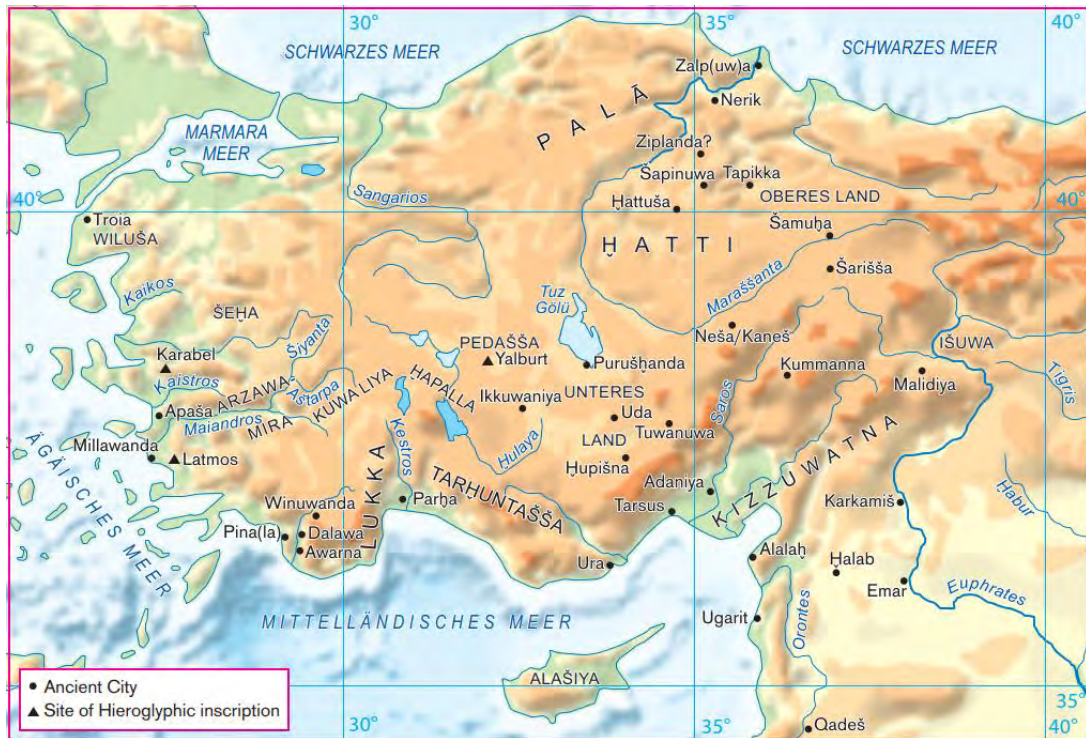 30°
35°
40°
SCHWARZES MEER
SCHWARZES MEER
Zalp(uw)a
Nerik
PALĀ
MARMARA
MEER
Ziplanda?
Šapinuwa
Tapikka
Sangarios
OBERES LAND
40°
40°
Ḫattuša
Troia
WILUŠA
Šamuḫa
ḪATTI
Šarišša
Maraššanta
Kaikos
Tuz
Gölü
ŠEḪA
Šiyanta
Neša/Kaneš
PEDAŠŠA
Yalburt
IŠUWA
Karabel
Purušḫanda
Kummanna
Malidiya
Tigris
Kaistros
ARZAWA
Aštarpa
KUWALIYA
ḪAPALLA
Ikkuwaniya
UNTERES
Saros
Apaša
Maiandros
MIRA
Uda
Tuwanuwa
ÄGÄISCHES MEER
Millawanda
Latmos
Kestros
Ḫulaya
LAND
Ḫupišna
KIZZUWATNA
LUKKA
TARḪUNTAŠŠA
Parḫa
Adaniya
Tarsus
Karkamiš
Ḫabur
Winuwanda
Pina(la)
Dalawa
Awarna
Ura
Alalaḫ
Ḫalab
Emar
Euphrates
MITTELLÄNDISCHES MEER
Ugarit
Orontes
ALAŠIYA
Ancient City
Site of Hieroglyphic inscription
30°
35°
35°
40°
Qadeš